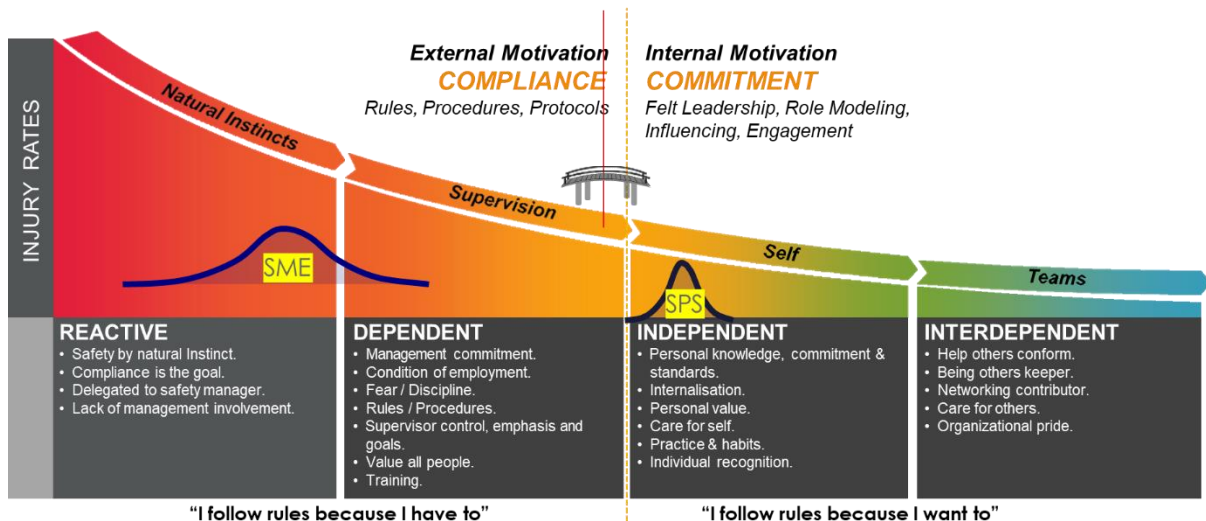 External Motivation
COMPLIANCE
Rules, Procedures, Protocols
Internal Motivation
COMMITMENT
Felt Leadership, Role Modeling,
Influencing, Engagement
INJURY RATES
Natural Instincts
Supervision
Self
Teams
SME
SPS
REACTIVE
• Safety by natural Instinct.
• Compliance is the goal.
• Delegated to safety manager.
• Lack of management involvement.
DEPENDENT
• Management commitment.
• Condition of employment.
• Fear / Discipline.
• Rules / Procedures.
• Supervisor control, emphasis and
goals.
• Value all people.
• Training.
INDEPENDENT
• Personal knowledge, commitment &
standards.
• Internalisation.
• Personal value.
• Care for self.
• Practice & habits.
• Individual recognition.
INTERDEPENDENT
• Help others conform.
• Being others keeper.
• Networking contributor.
• Care for others.
• Organizational pride.
“I follow rules because I have to”
“I follow rules because I want to”